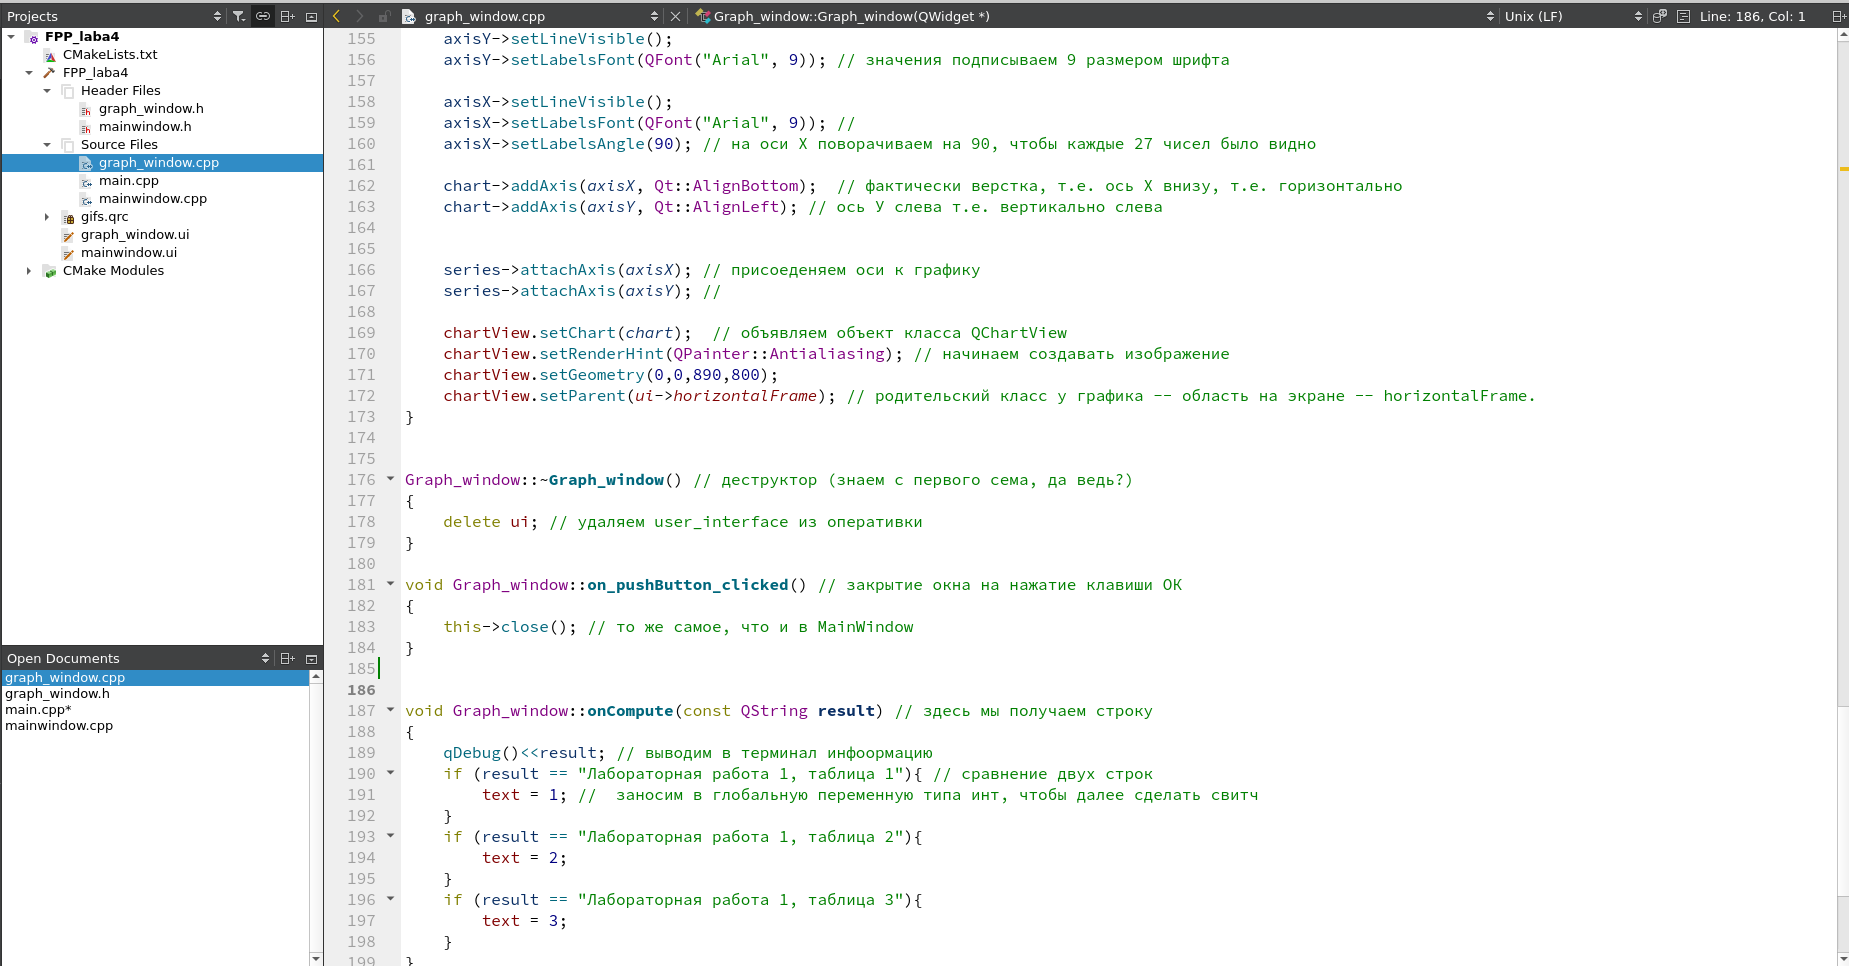 Projects
FPP_laba4
CMakeLists.txt
FPP_laba4
Header Files
graph_window.h
mainwindow.h
Source Files
graph_window.cpp
main.cpp
mainwindow.cpp
gifs.qrc
graph_window.ui
mainwindow.ui
CMake Modules
Open Documents
graph_window.cpp
graph_window.h
main.cpp*
mainwindow.cpp
graph_window.cpp Graph_window::Graph_window(QWidget *) Unix (LF) Line: 186, Col: 1
155 axisY->setLineVisible();
156 axisY->setLabelsFont(QFont("Arial", 9)); // значения подписываем 9 размером шрифта
157
158 axisX->setLineVisible();
159 axisX->setLabelsFont(QFont("Arial", 9)); //
160 axisX->setLabelsAngle(90); // на оси X поворачиваем на 90, чтобы каждые 27 чисел было видно
161
162 chart->addAxis(axisX, Qt::AlignBottom);  // фактически верстка, т.е. ось X внизу, т.е. горизонтально
163 chart->addAxis(axisY, Qt::AlignLeft); // ось У слева т.е. вертикально слева
164
165
166 series->attachAxis(axisX); // присоеденяем оси к графику
167 series->attachAxis(axisY); //
168
169 chartView.setChart(chart);  // объявляем объект класса QChartView
170 chartView.setRenderHint(QPainter::Antialiasing); // начинаем создавать изображение
171 chartView.setGeometry(0,0,890,800);
172 chartView.setParent(ui->horizontalFrame); // родительский класс у графика -- область на экране -- horizontalFrame.
173 }
174
175
176 Graph_window::~Graph_window() // деструктор (знаем с первого сема, да ведь?)
177 {
178 delete ui; // удаляем user_interface из оперативки
179 }
180
181 void Graph_window::on_pushButton_clicked() // закрытие окна на нажатие клавиши ОК
182 {
183 this->close(); // то же самое, что и в MainWindow
184 }
185
186
187 void Graph_window::onCompute(const QString result) // здесь мы получаем строку
188 {
189 qDebug()<<result; // выводим в терминал инфоормацию
190 if (result == "Лабораторная работа 1, таблица 1"){ // сравнение двух строк
191 text = 1; //  заносим в глобальную переменную типа инт, чтобы далее сделать свитч
192 }
193 if (result == "Лабораторная работа 1, таблица 2"){
194 text = 2;
195 }
196 if (result == "Лабораторная работа 1, таблица 3"){
197 text = 3;
198 }
199 }